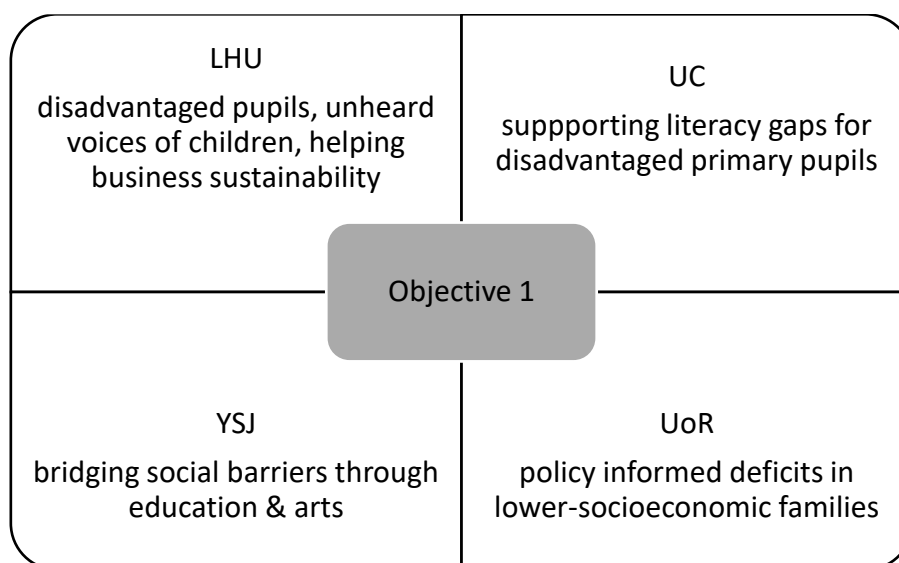 LHU
disadvantaged pupils, unheard
voices of children, helping
business sustainability
UC
suppporting literacy gaps for
disadvantaged primary pupils
Objective 1
YSJ
bridging social barriers through
education & arts
UoR
policy informed deficits in
lower-socioeconomic families